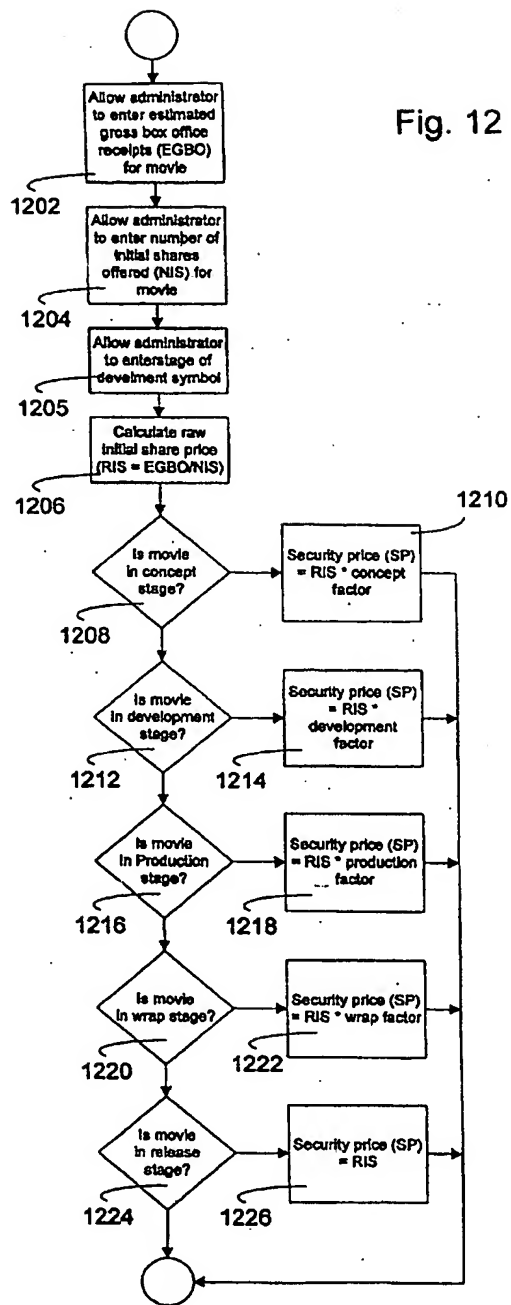 Fig. 12
Allow administrator
to enter estimated
gross box office
receipts (EGBO)
for movie
1202
Allow administrator
to enter number of
initial shares
offered (NIS) for
movie
1204
Allow administrator
to enterstage of
develment symbol
1205
Calculate raw
initial share price
(RIS = EGBO/NIS)
1206
Is movie
in concept
stage?
1208
1210
Security price (SP)
= RIS * concept
factor
Is movie
in development
stage?
1212
Security price (SP)
= RIS *
development
factor
1214
Is movie
in Production
stage?
1216
Security price (SP)
= RIS * production
factor
1218
Is movie
in wrap stage?
1220
Security price (SP)
= RIS * wrap factor
1222
Is movie
in release
stage?
1224
Security price (SP)
= RIS
1226